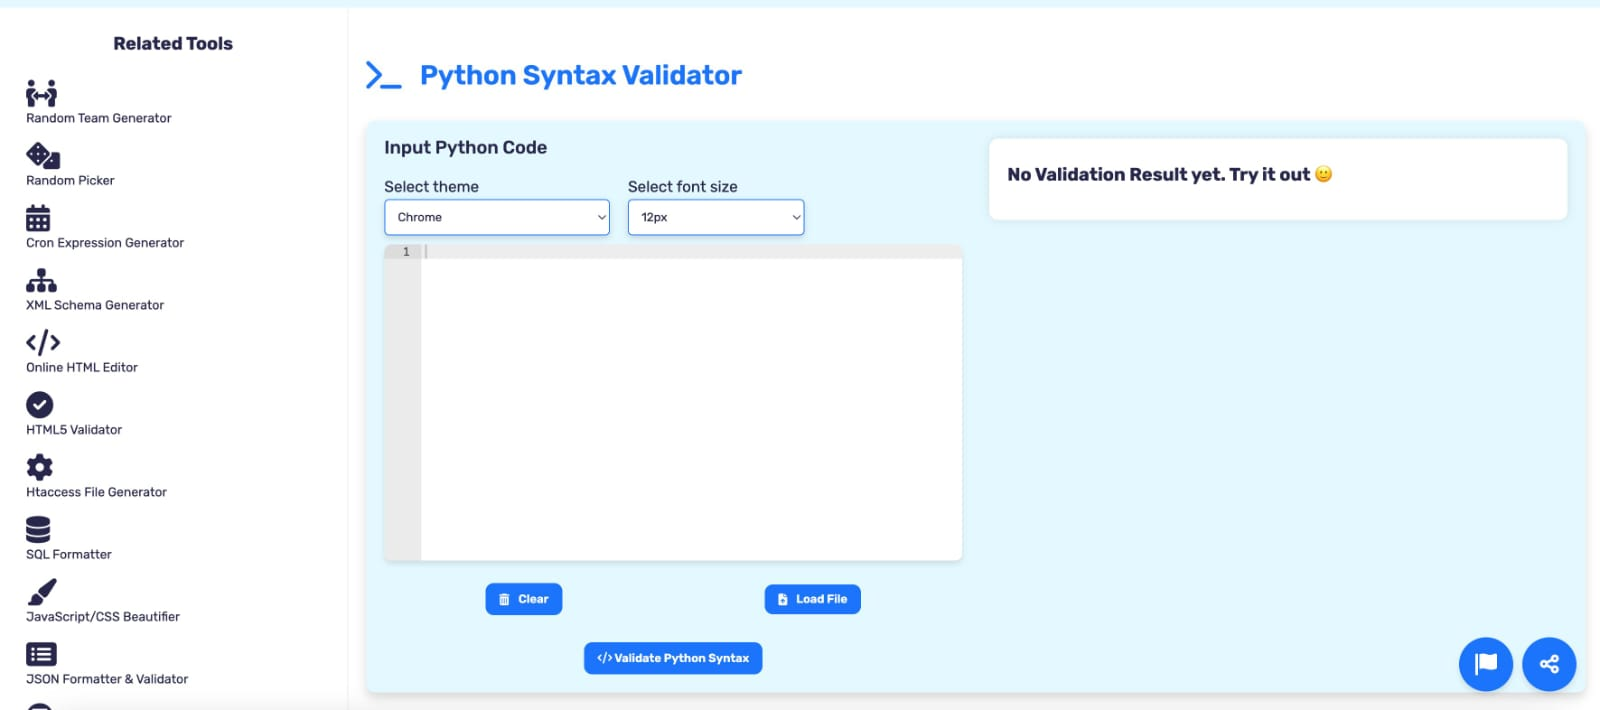 Related Tools
Random Team Generator
Random Picker
Cron Expression Generator
XML Schema Generator
Online HTML Editor
HTML5 Validator
Htaccess File Generator
SQL Formatter
JavaScript/CSS Beautifier
JSON Formatter & Validator
Python Syntax Validator
Input Python Code
Select theme
Select font size
Chrome
12px
1
Clear
Load File
Validate Python Syntax
No Validation Result yet. Try it out 🙂